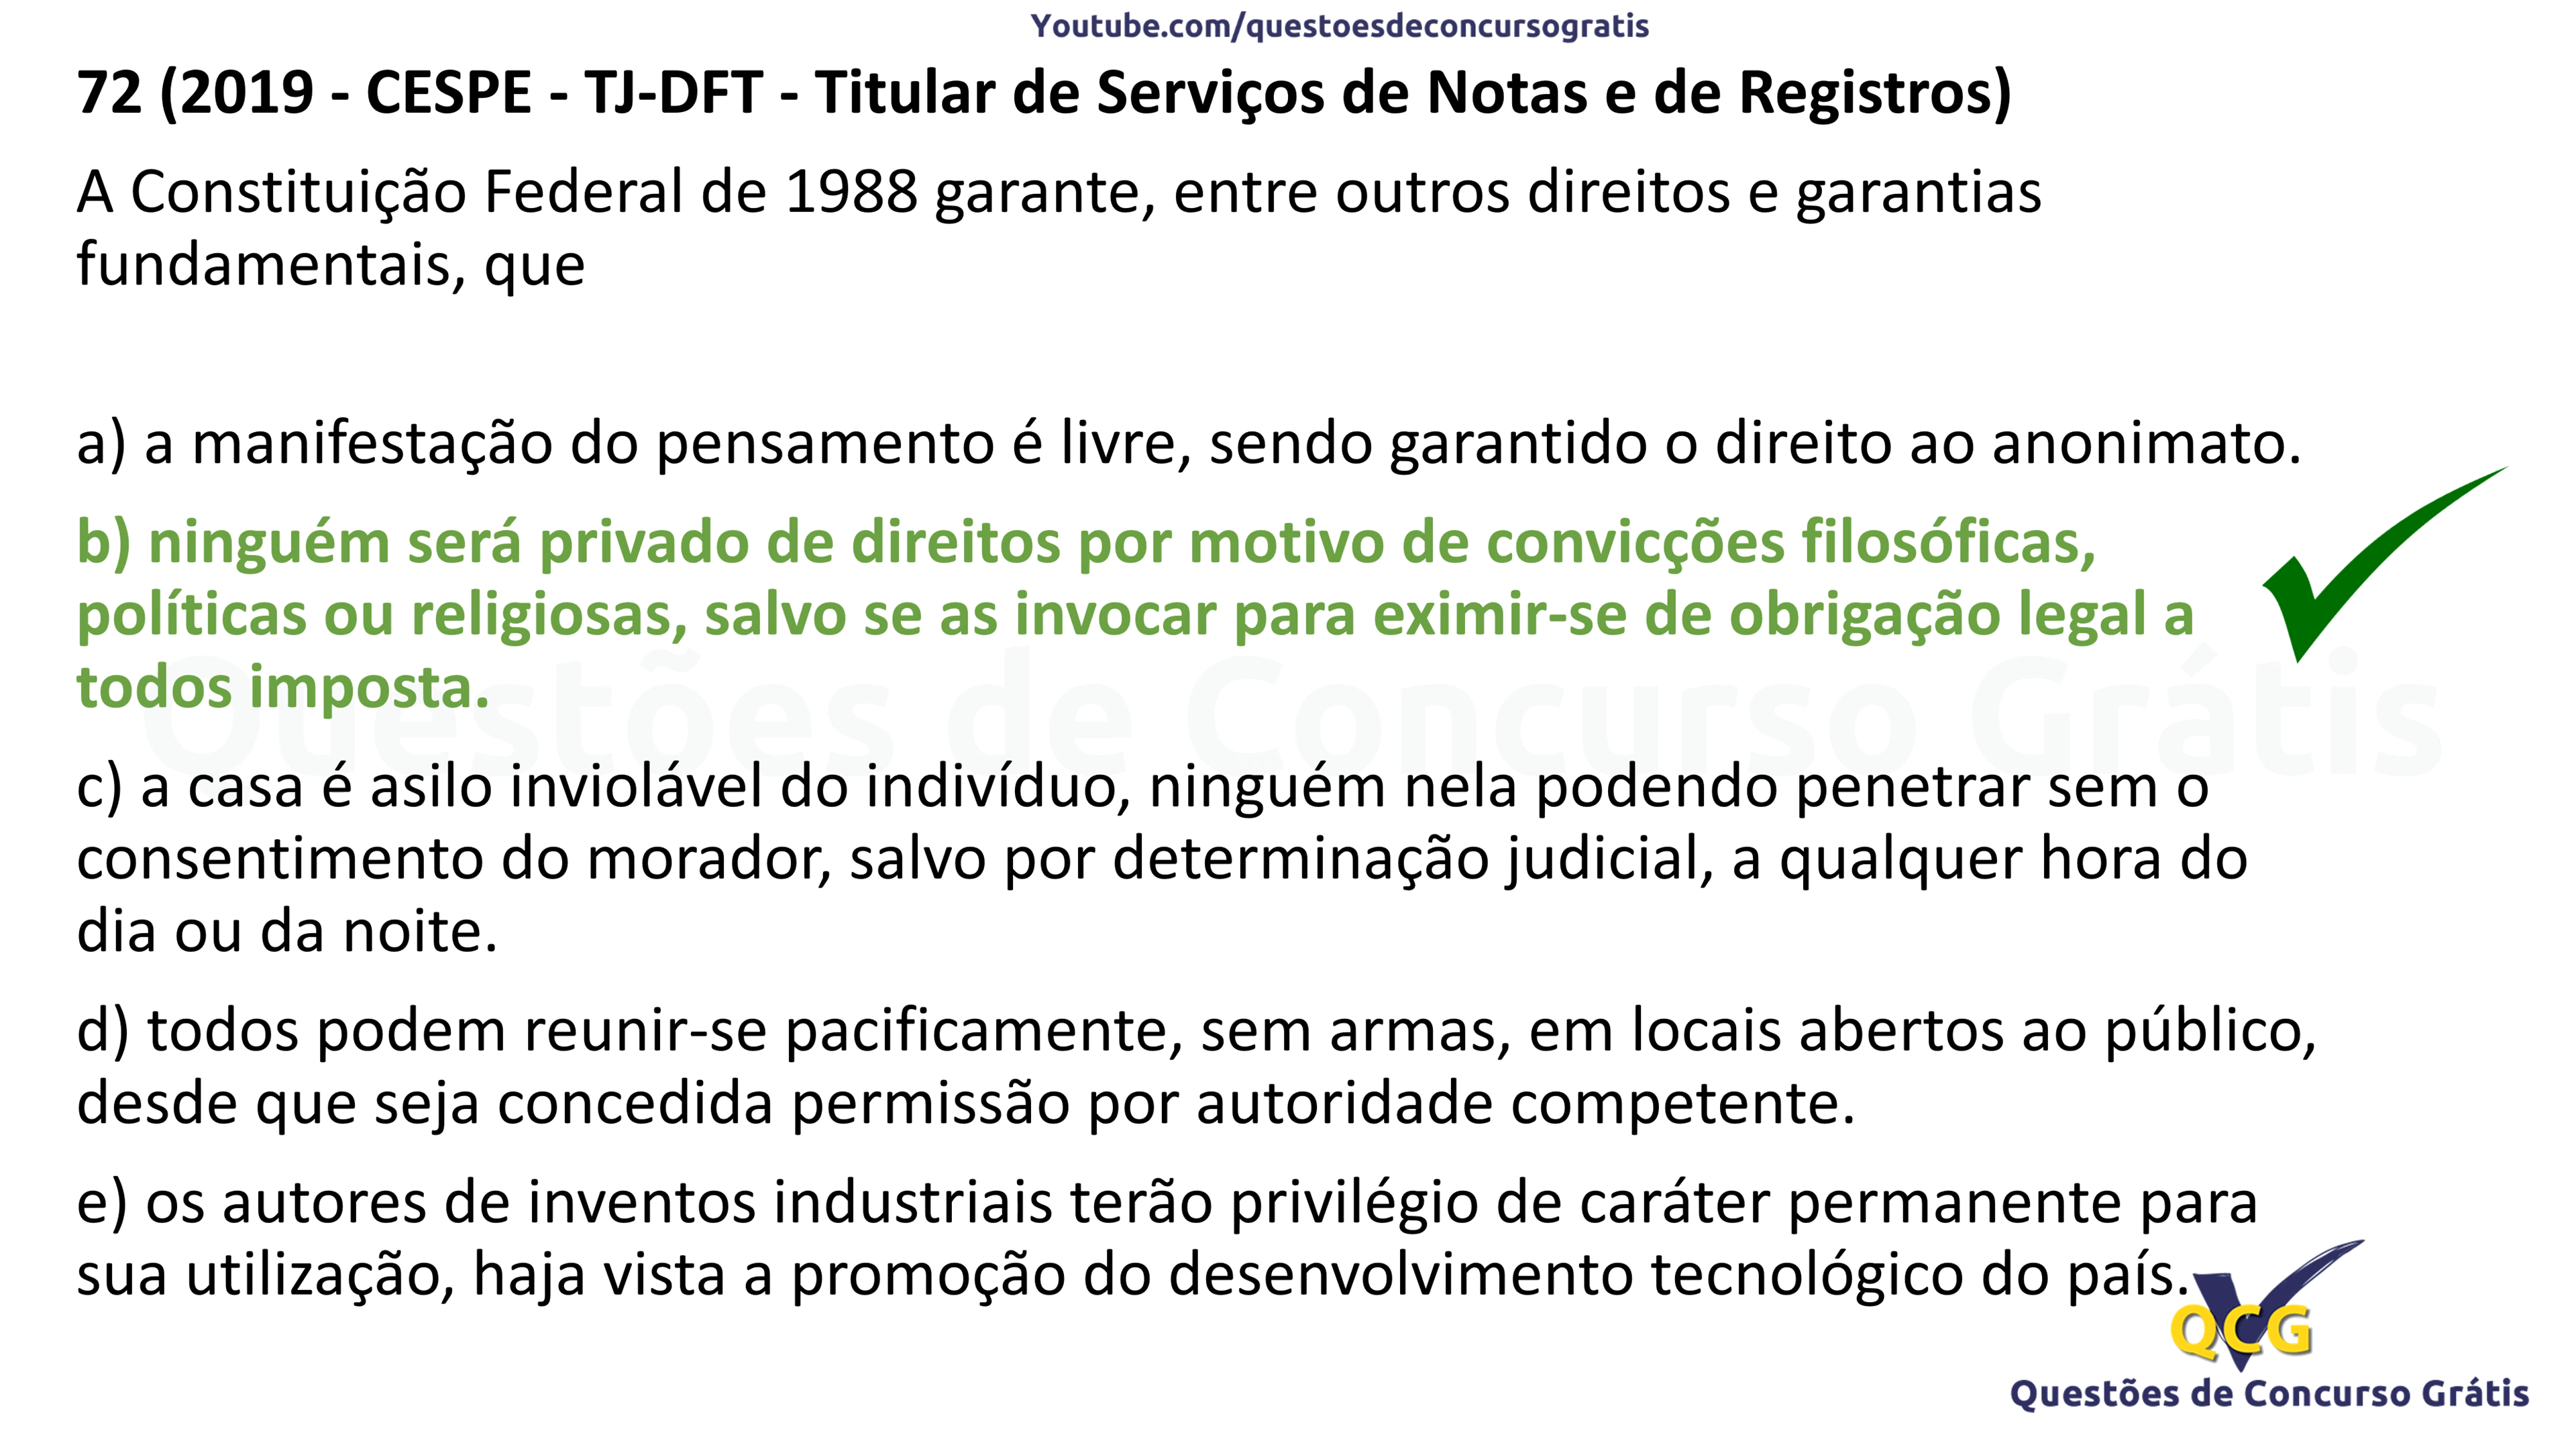 Youtube.com/questoesdeconcursogratis
72 (2019 - CESPE - TJ-DFT - Titular de Serviços de Notas e de Registros)
A Constituição Federal de 1988 garante, entre outros direitos e garantias
fundamentais, que
a) a manifestação do pensamento é livre, sendo garantido o direito ao anonimato.
b) ninguém será privado de direitos por motivo de convicções filosóficas,
políticas ou religiosas, salvo se as invocar para eximir-se de obrigação legal a
todos imposta.
Questões de Concurso Grátis
c) a casa é asilo inviolável do indivíduo, ninguém nela podendo penetrar sem o
consentimento do morador, salvo por determinação judicial, a qualquer hora do
dia ou da noite.
d) todos podem reunir-se pacificamente, sem armas, em locais abertos ao público,
desde que seja concedida permissão por autoridade competente.
e) os autores de inventos industriais terão privilégio de caráter permanente para
sua utilização, haja vista a promoção do desenvolvimento tecnológico do país.
QCG
Questões de Concurso Grátis